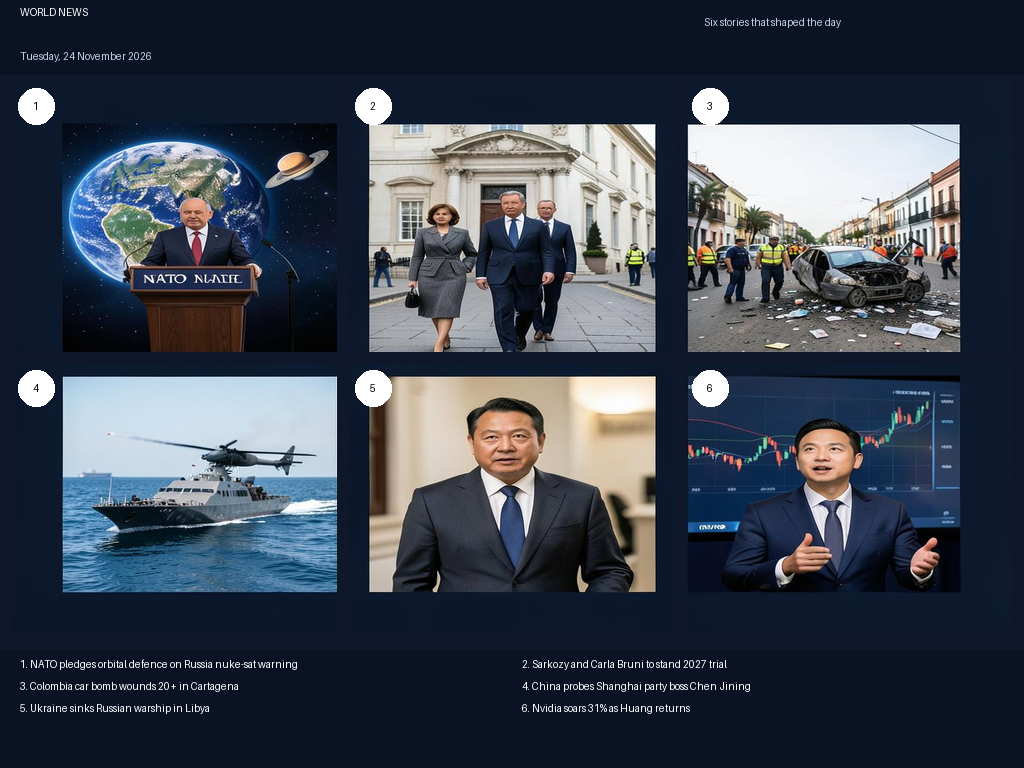 WORLD NEWS
Six stories that shaped the day
Tuesday, 24 November 2026
1
2
3
NATO
4
5
6
1. NATO pledges orbital defence on Russia nuke-sat warning
2. Sarkozy and Carla Bruni to stand 2027 trial
3. Colombia car bomb wounds 20+ in Cartagena
4. China probes Shanghai party boss Chen Jining
5. Ukraine sinks Russian warship in Libya
6. Nvidia soars 31% as Huang returns